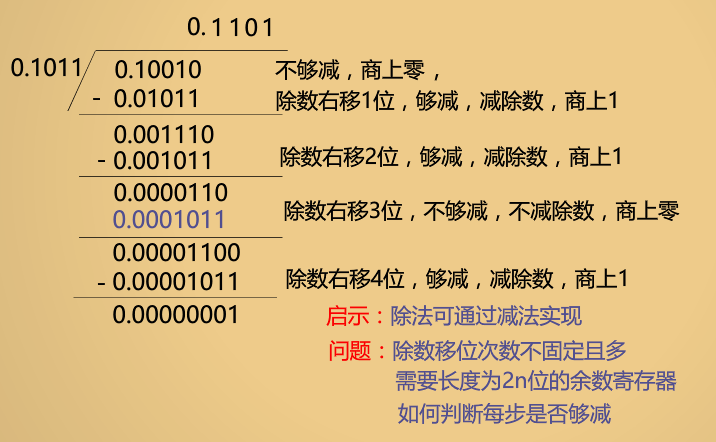 0.1101
0.1011 0.10010 不够减，商上零，
- 0.01011 除数右移1位，够减，减除数，商上1
0.001110
- 0.001011 除数右移2位，够减，减除数，商上1
0.0000110
0.0001011 除数右移3位，不够减，不减除数，商上零
0.00001100
- 0.00001011 除数右移4位，够减，减除数，商上1
0.00000001 启示：除法可通过减法实现
问题：除数移位次数不固定且多
需要长度为2n位的余数寄存器
如何判断每步是否够减